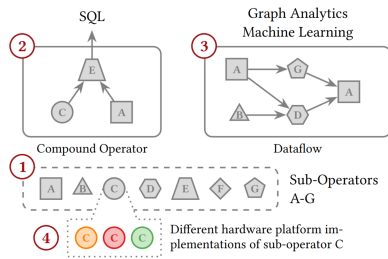 SQL
Graph Analytics
Machine Learning
2
E
C
A
Compound Operator
3
A
G
A
B
D
Dataflow
1
A
B
C
D
E
F
G
Sub-Operators
A-G
4
C
C
C
Different hardware platform im-
plementations of sub-operator C